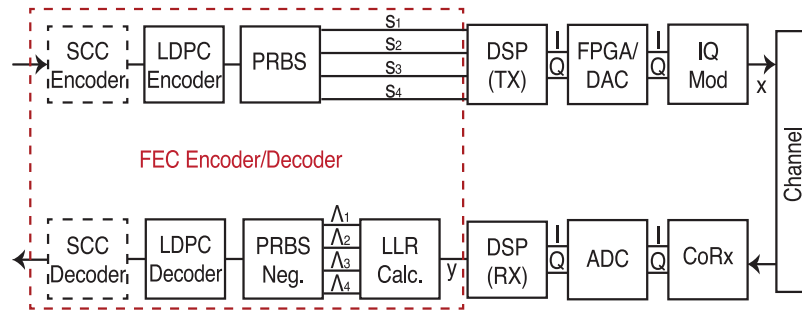 SCC Encoder
LDPC Encoder
PRBS
S1
S2
S3
S4
DSP (TX)
I
Q
FPGA/ DAC
I
Q
IQ Mod
x
Channel
FEC Encoder/Decoder
SCC Decoder
LDPC Decoder
PRBS Neg.
Λ1
Λ2
Λ3
Λ4
LLR Calc.
y
DSP (RX)
I
Q
ADC
I
Q
CoRx